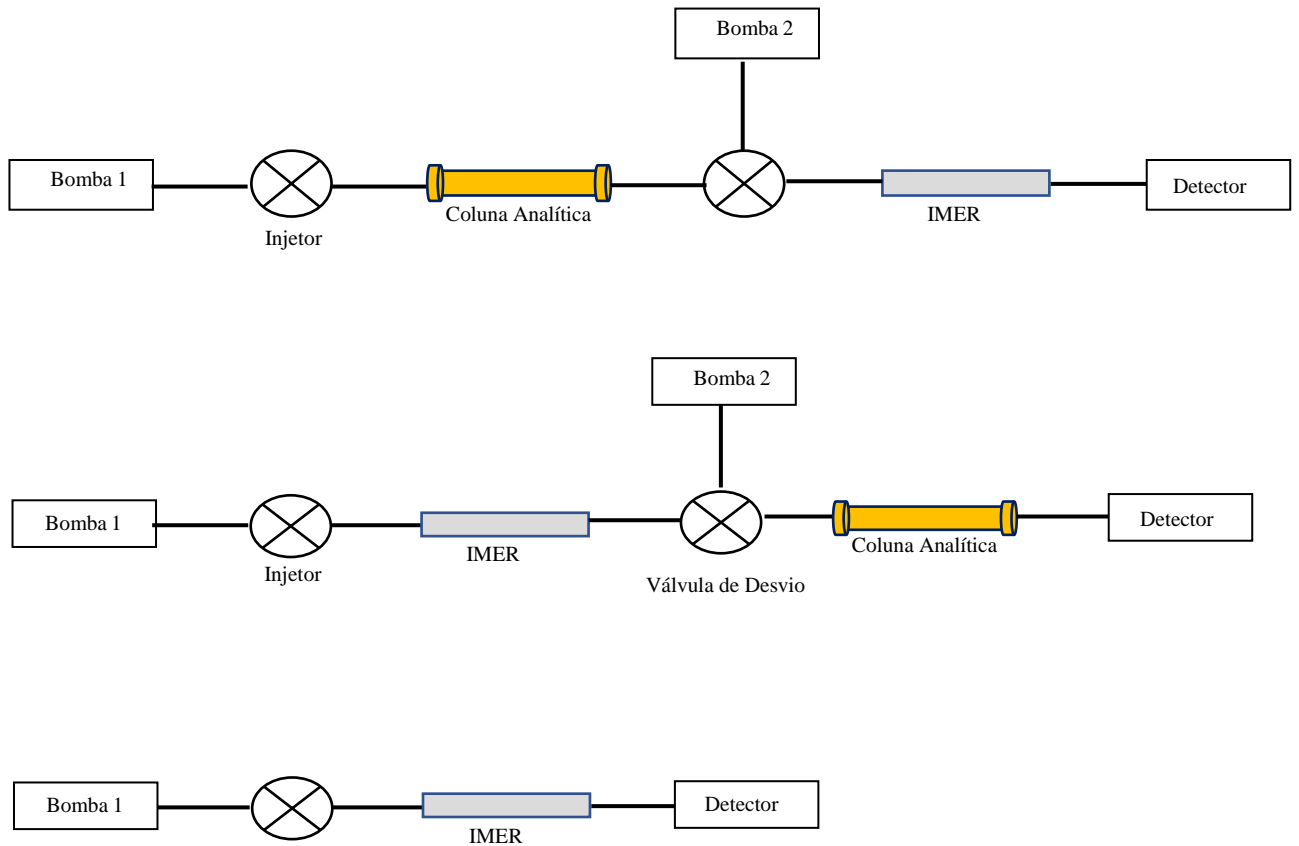 Bomba 2
Bomba 1
Injetor
Coluna Analítica
IMER
Detector
Bomba 2
Bomba 1
Injetor
IMER
Válvula de Desvio
Coluna Analítica
Detector
Bomba 1
IMER
Detector